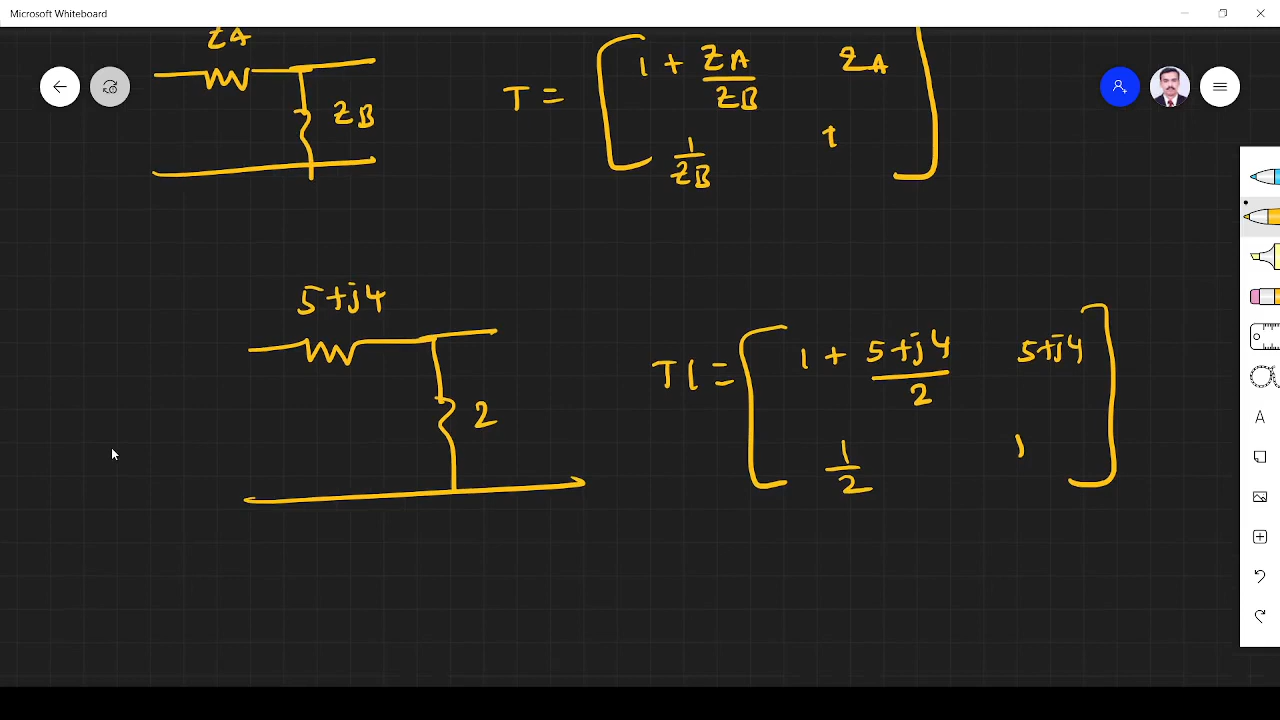 Microsoft Whiteboard
ZA
ZB
T = [ 1 + ZA/ZB ZA
1/ZB 1 ]
5+j4
2
T1 = [ 1 + 5+j4/2 5+j4
1/2 1 ]
A